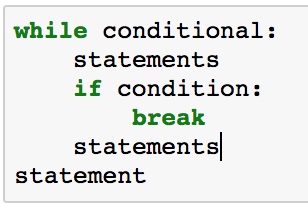 while conditional:
    statements
    if condition:
        break
    statements
statement